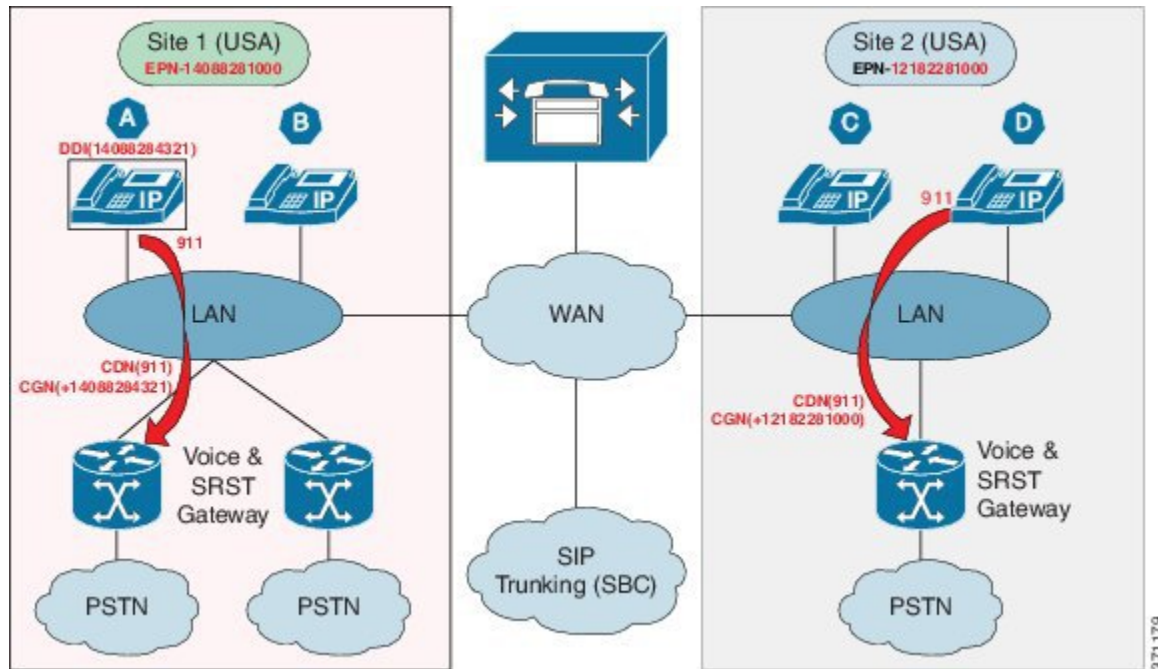 Site 1 (USA)
EPN-14088281000
A
B
DDI(14088284321)
IP
IP
911
LAN
CDN(911)
CGN(+14088284321)
Voice &
SRST
Gateway
PSTN
PSTN
WAN
SIP
Trunking (SBC)
Site 2 (USA)
EPN-12182281000
C
D
IP
IP
911
LAN
CDN(911)
CGN(+12182281000)
Voice &
SRST
Gateway
PSTN